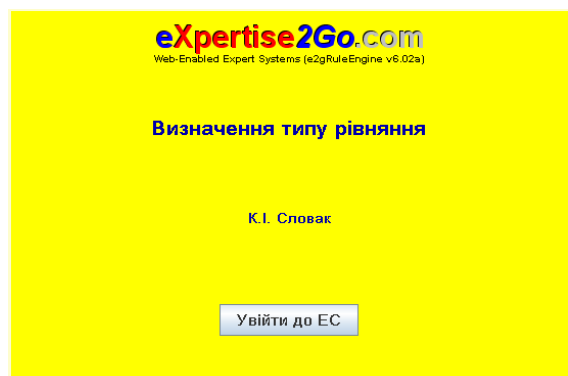 eXpertise2Go.com
Web-Enabled Expert Systems (e2gRuleEngine v6.02a)
Визначення типу рівняння
К.І. Словак
Увійти до ЕС